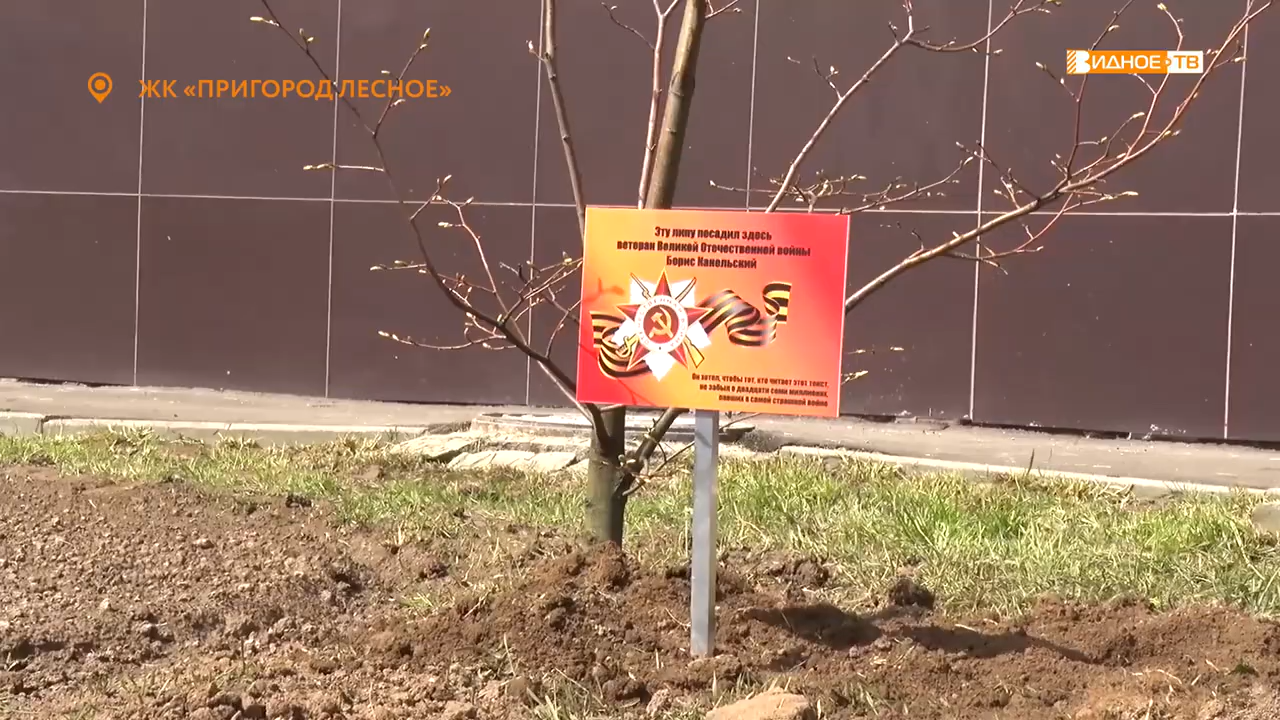 ЖК «ПРИГОРОД ЛЕСНОЕ»
ВИДНОЕ ТВ
Эту липу посадил здесь
ветеран Великой Отечественной войны
Борис Канельский
Он хотел, чтобы тот, кто читает этот текст,
не забыл о двадцати семи миллионах,
павших в самой страшной войне